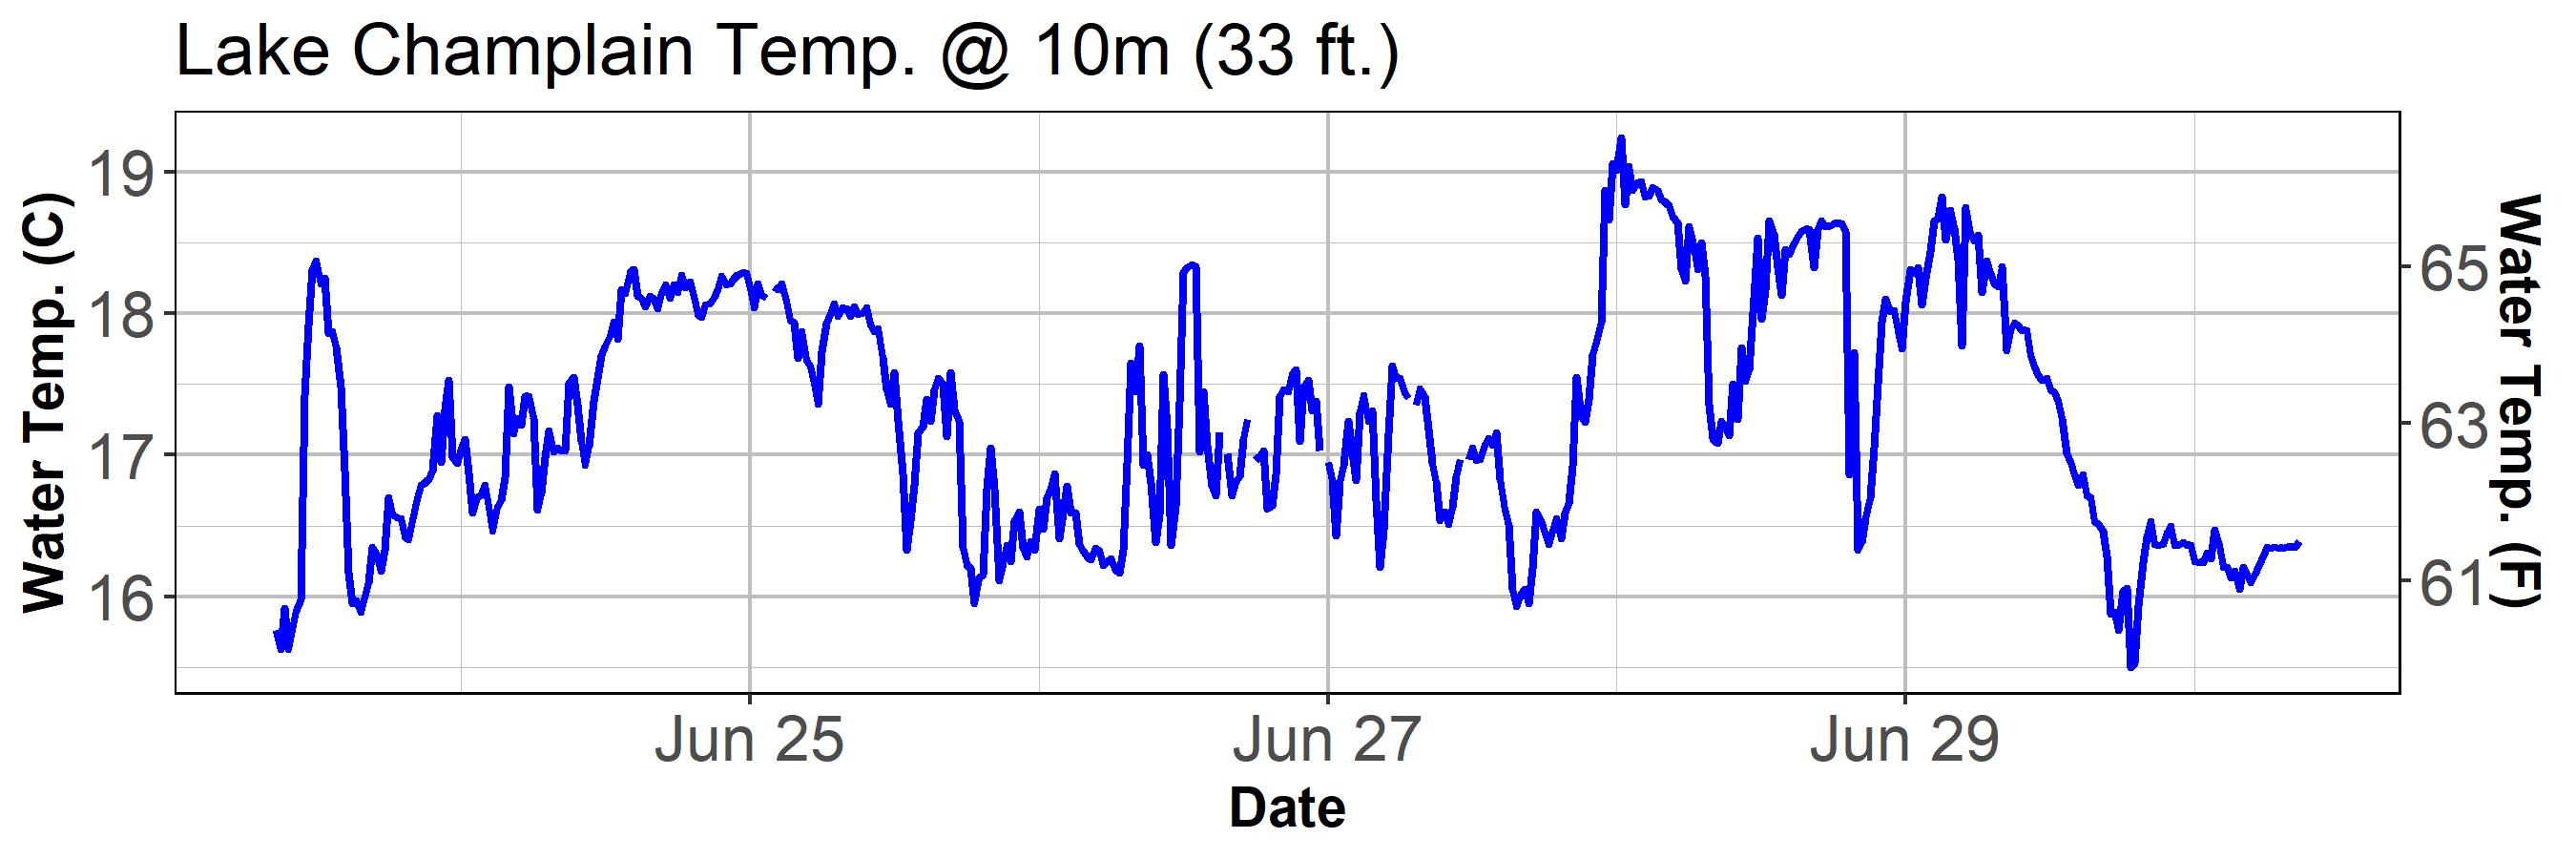 Lake Champlain Temp. @ 10m (33 ft.)
Water Temp. (C)
19
18
17
16
65
63
61
Water Temp. (F)
Jun 25
Jun 27
Jun 29
Date